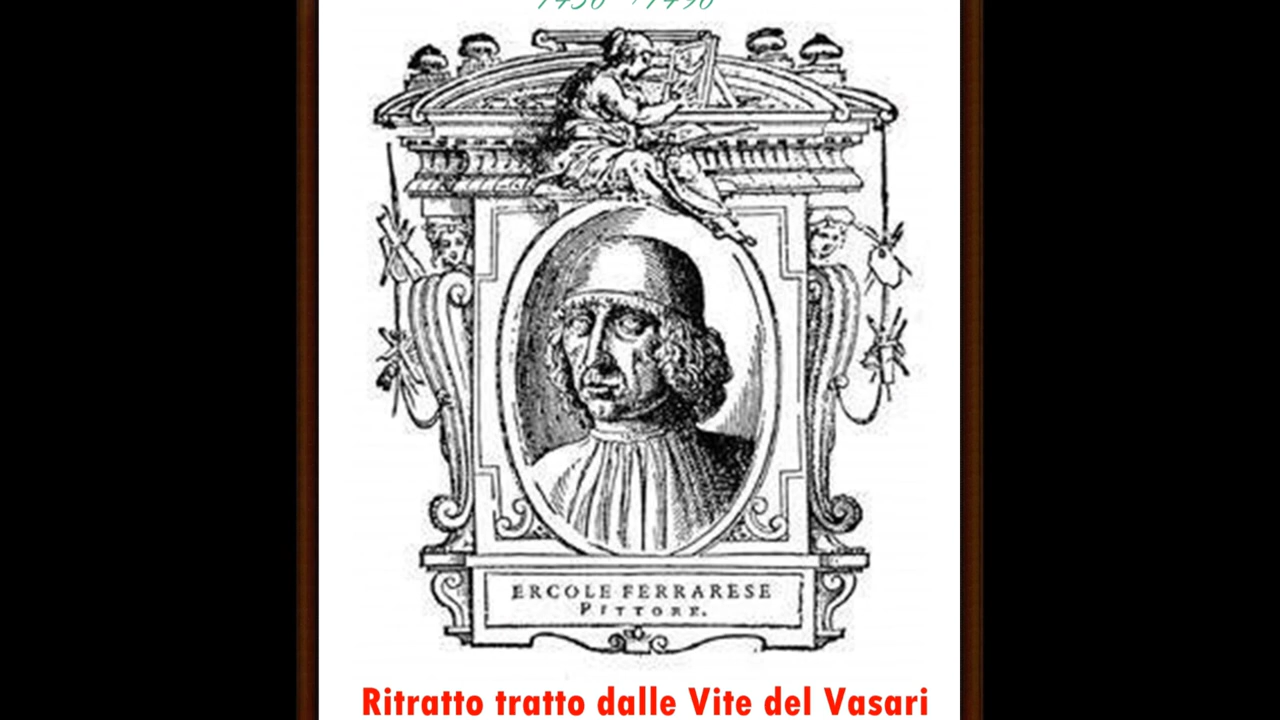 ERCOLE FERRARESE
PITTORE.
Ritratto tratto dalle Vite del Vasari